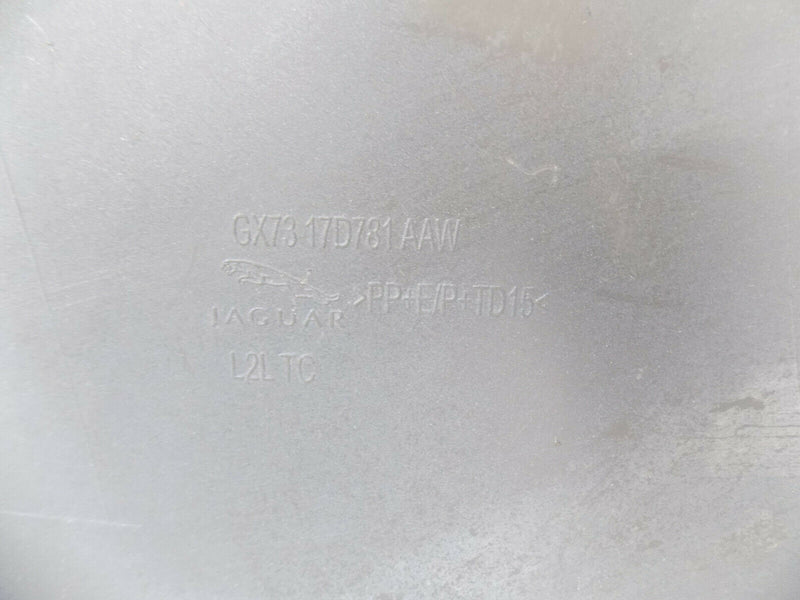 GX73 17D781 AAW
>PP+E/P+TD15<
JAGUAR
L2L TC